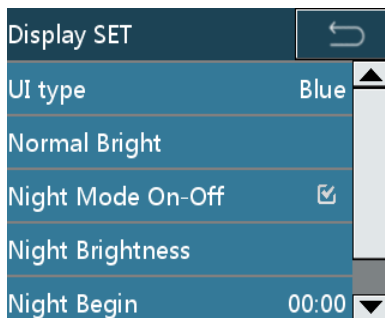 Display SET
UI type Blue
Normal Bright
Night Mode On-Off
Night Brightness
Night Begin 00:00